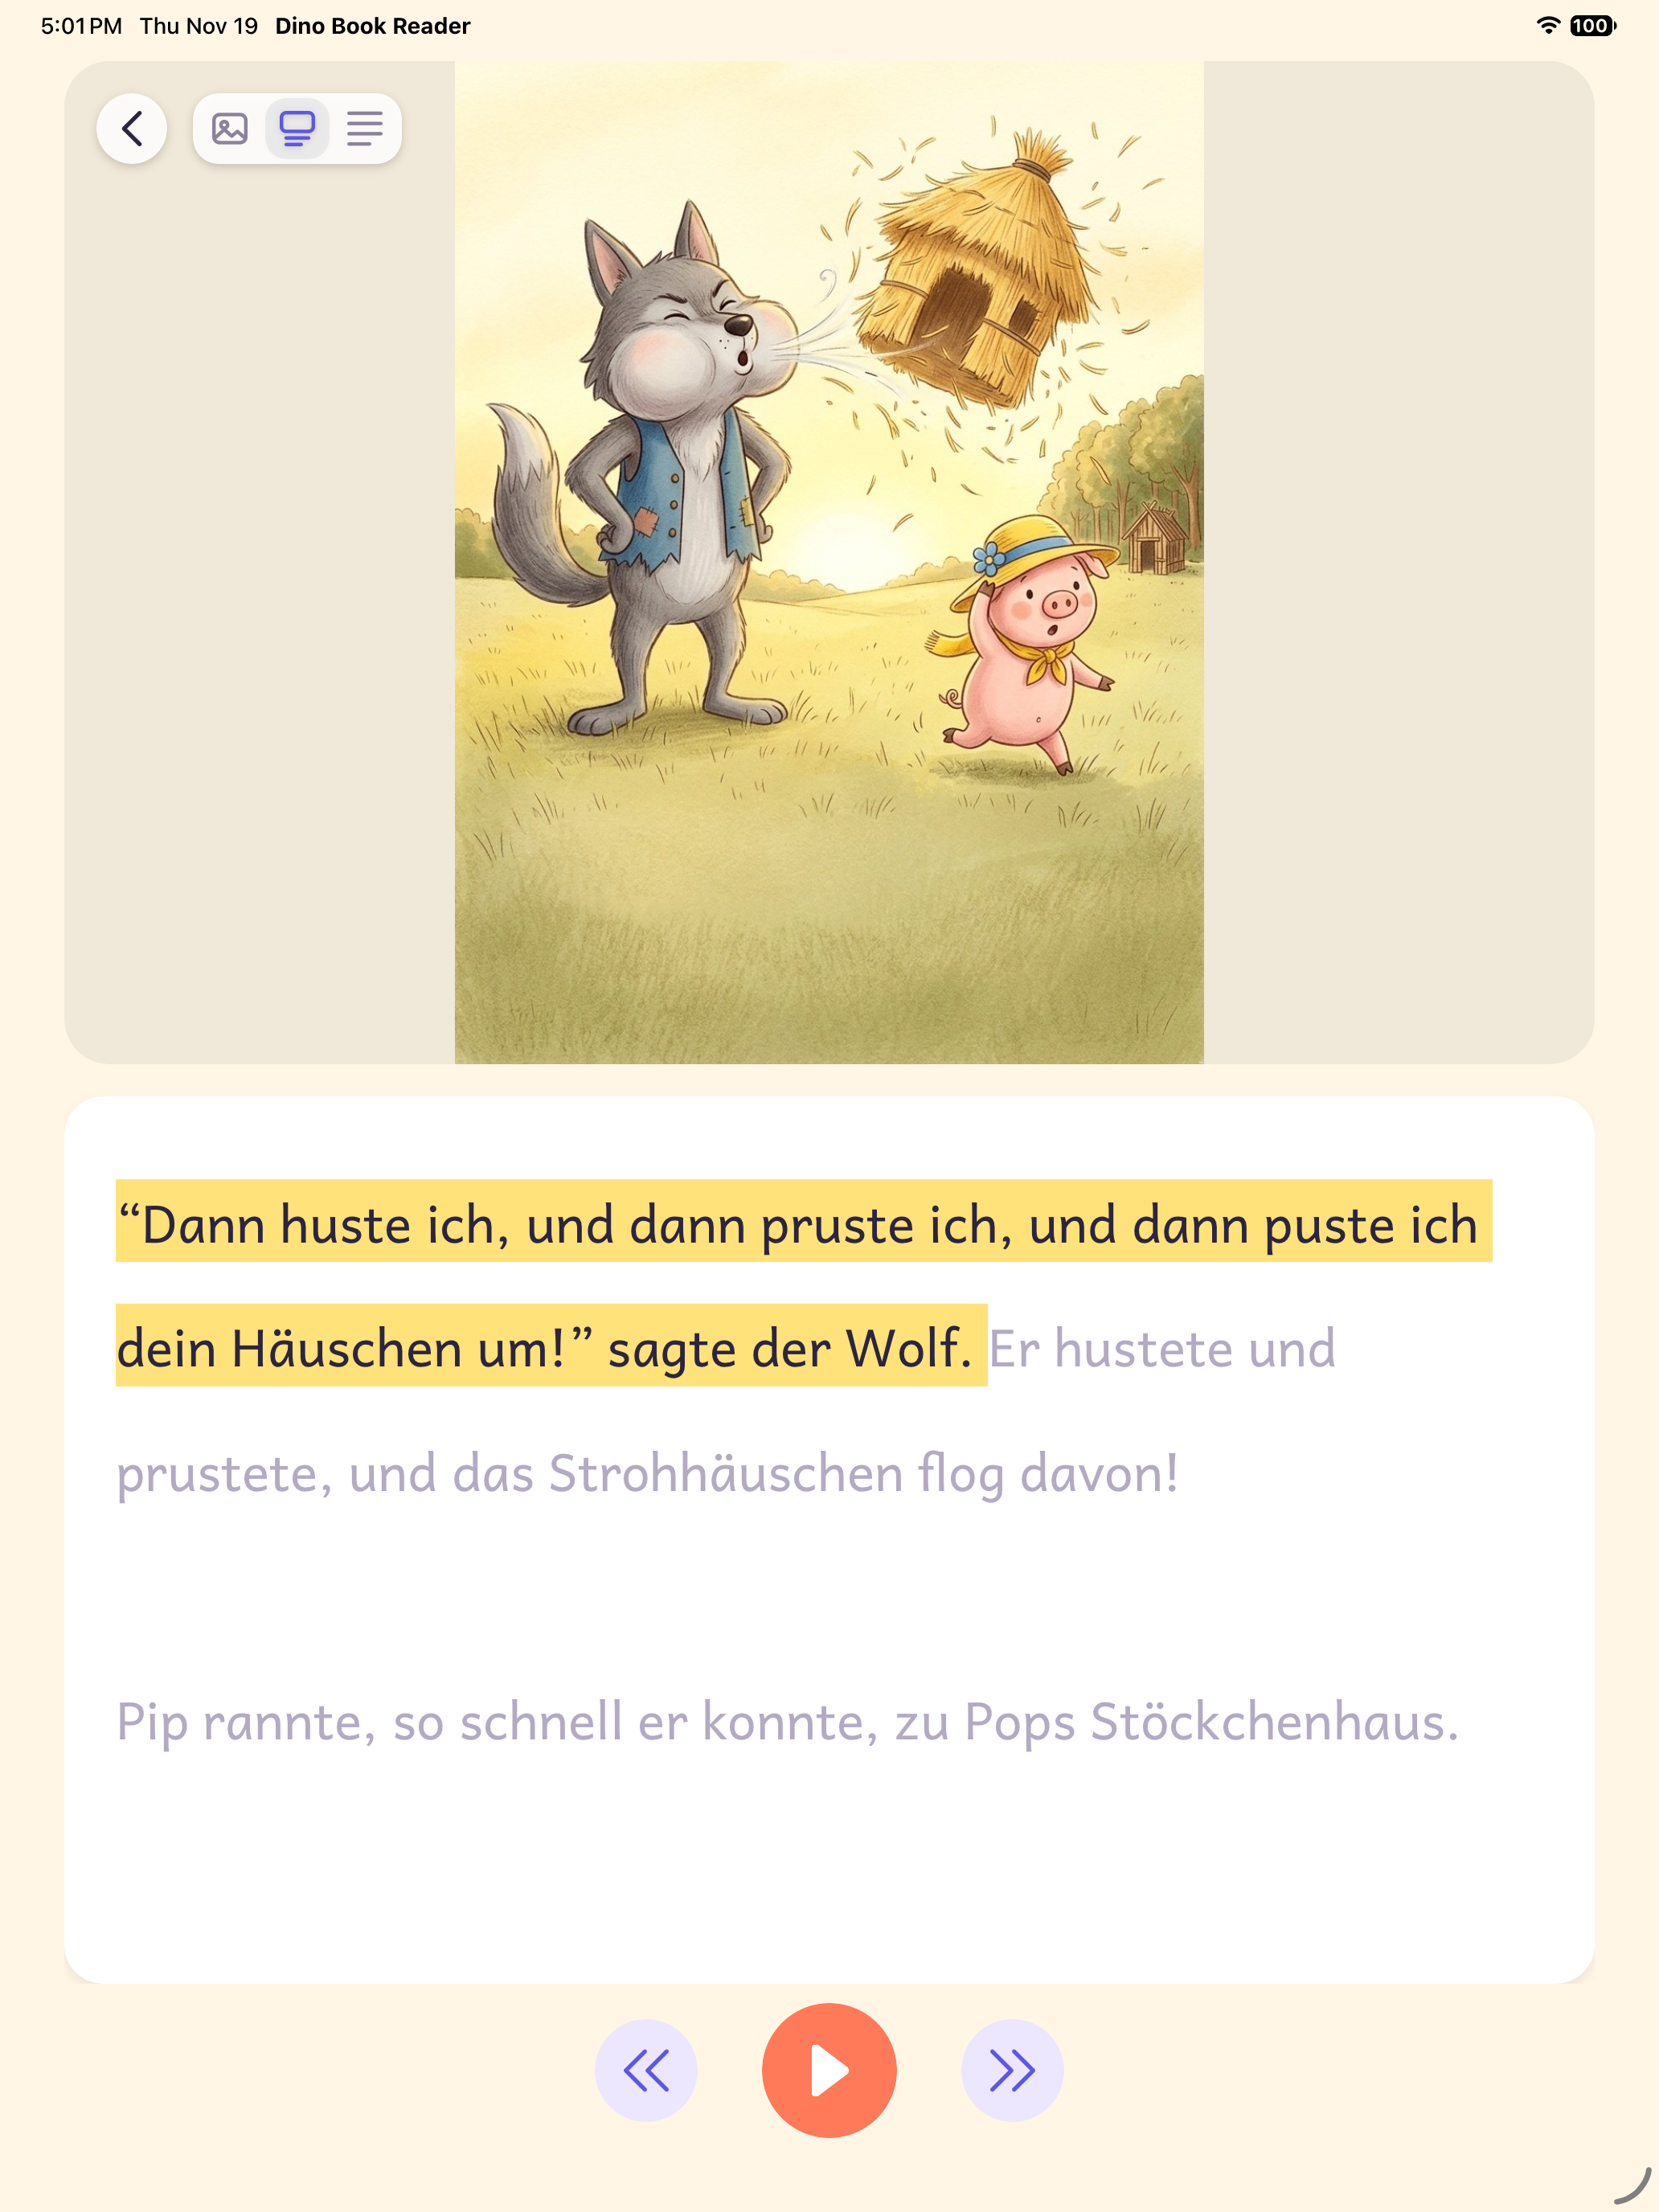 5:01 PM Thu Nov 19 Dino Book Reader 100
“Dann huste ich, und dann pruste ich, und dann puste ich
dein Häuschen um!” sagte der Wolf. Er hustete und
prustete, und das Strohhäuschen flog davon!
Pip rannte, so schnell er konnte, zu Pops Stöckchenhaus.